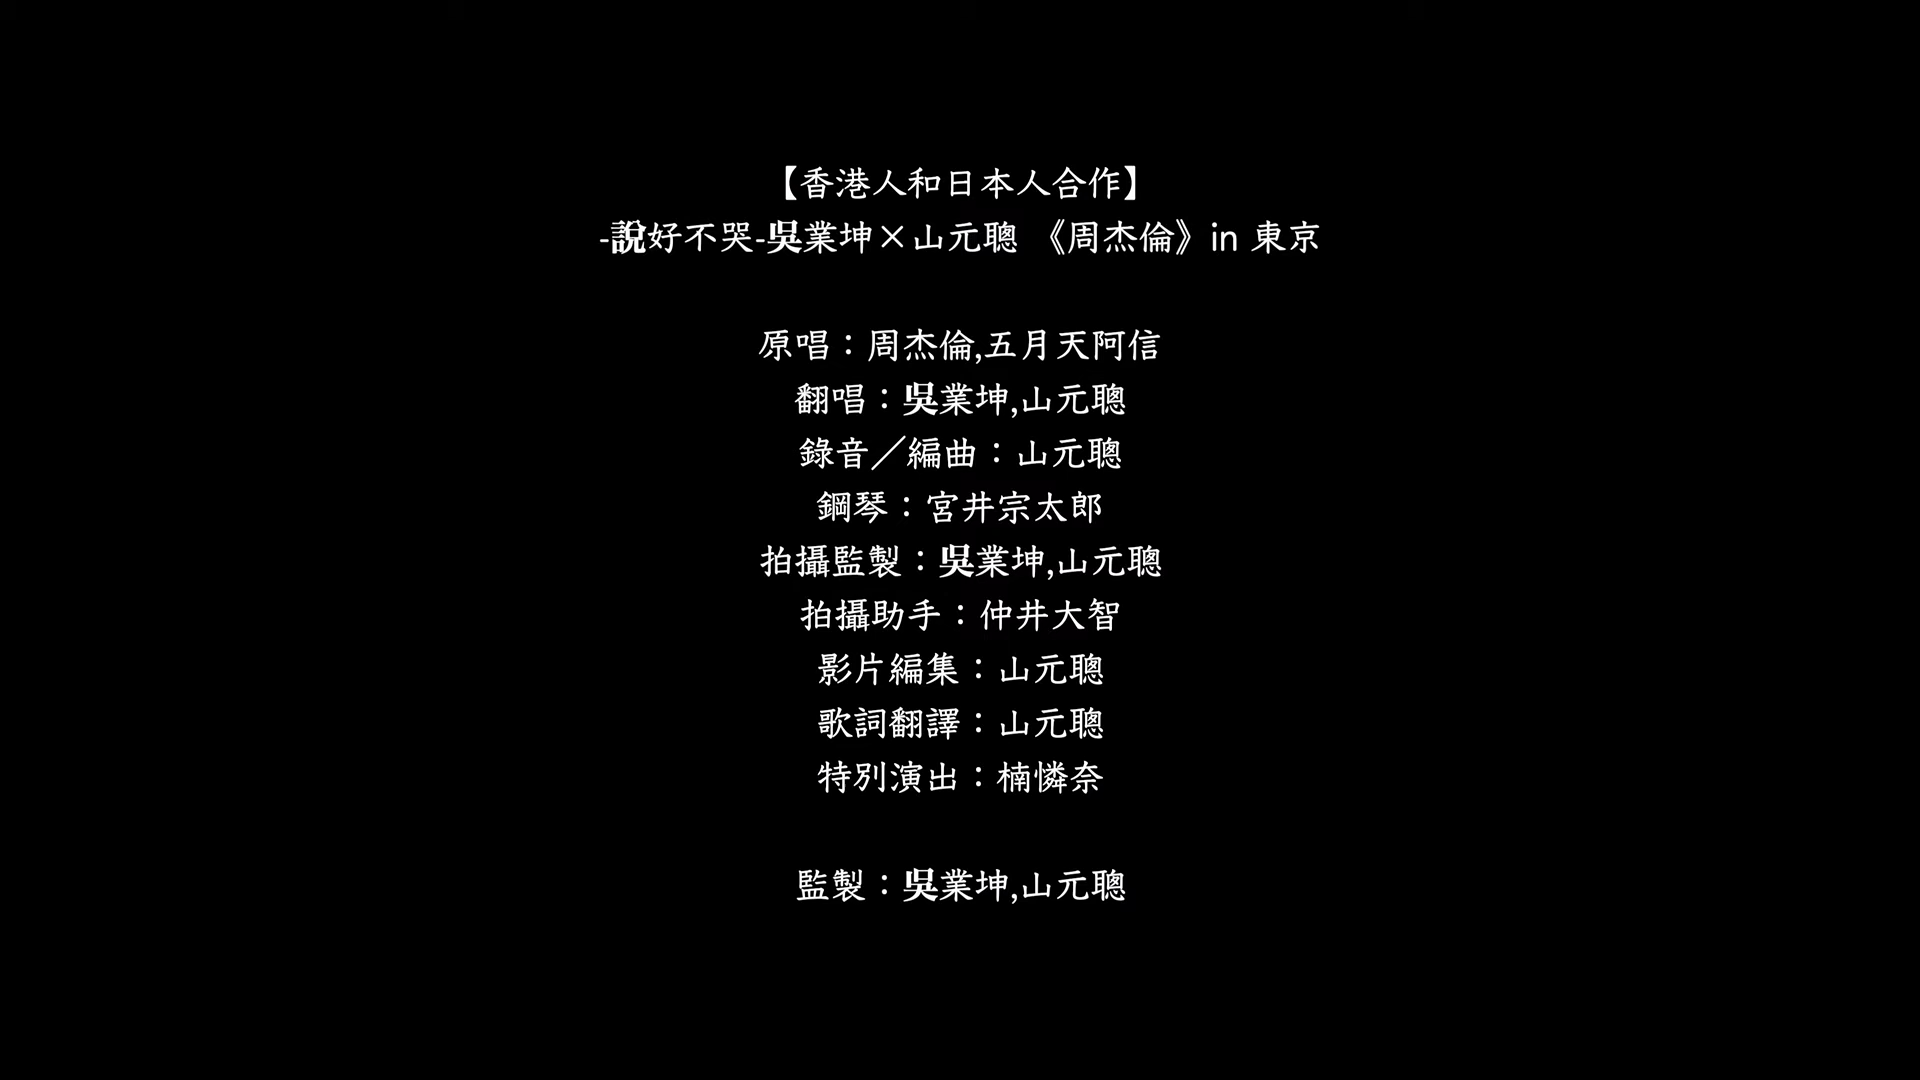 【香港人和日本人合作】
-說好不哭-吳業坤×山元聰 《周杰倫》in 東京
原唱：周杰倫,五月天阿信
翻唱：吳業坤,山元聰
錄音／編曲：山元聰
鋼琴：宮井宗太郎
拍攝監製：吳業坤,山元聰
拍攝助手：仲井大智
影片編集：山元聰
歌詞翻譯：山元聰
特別演出：楠憐奈
監製：吳業坤,山元聰